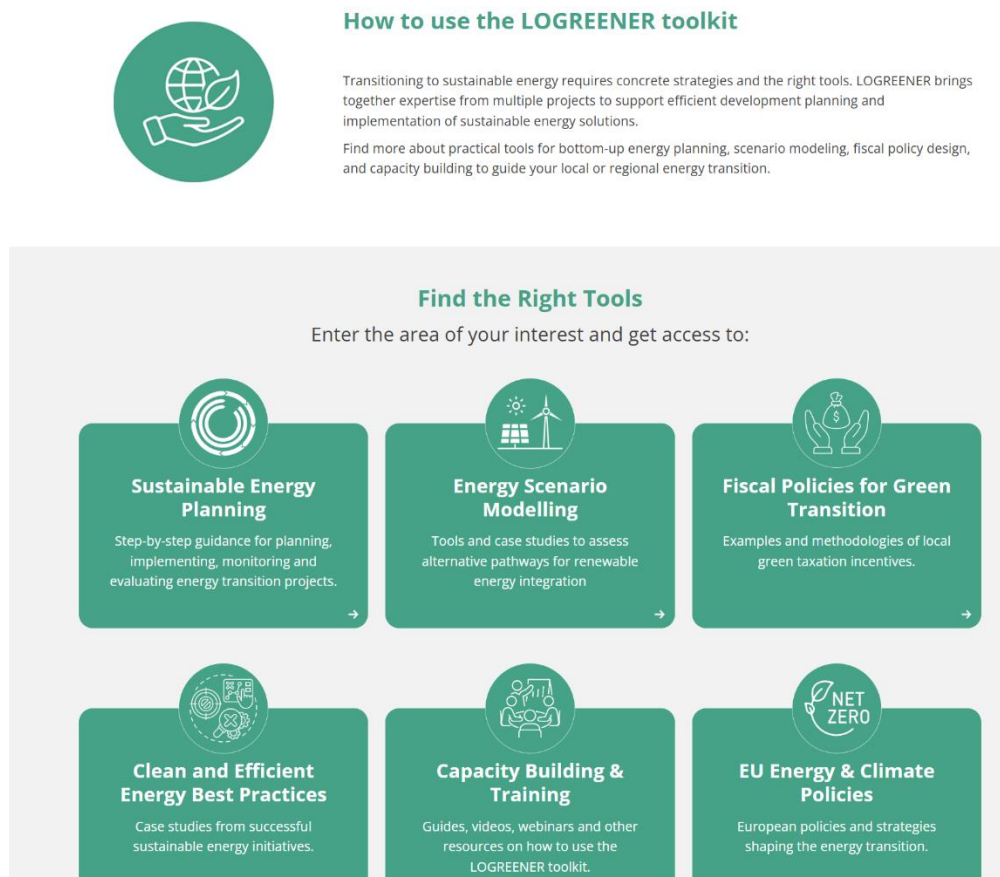 How to use the LOGREENER toolkit
Transitioning to sustainable energy requires concrete strategies and the right tools. LOGREENER brings
together expertise from multiple projects to support efficient development planning and
implementation of sustainable energy solutions.
Find more about practical tools for bottom-up energy planning, scenario modeling, fiscal policy design,
and capacity building to guide your local or regional energy transition.
Find the Right Tools
Enter the area of your interest and get access to:
Sustainable Energy
Planning
Step-by-step guidance for planning,
implementing, monitoring and
evaluating energy transition projects.
→
Energy Scenario
Modelling
Tools and case studies to assess
alternative pathways for renewable
energy integration
→
$
Fiscal Policies for Green
Transition
Examples and methodologies of local
green taxation incentives.
→
Clean and Efficient
Energy Best Practices
Case studies from successful
sustainable energy initiatives.
Capacity Building &
Training
Guides, videos, webinars and other
resources on how to use the
LOGREENER toolkit.
NET
ZERO
EU Energy & Climate
Policies
European policies and strategies
shaping the energy transition.